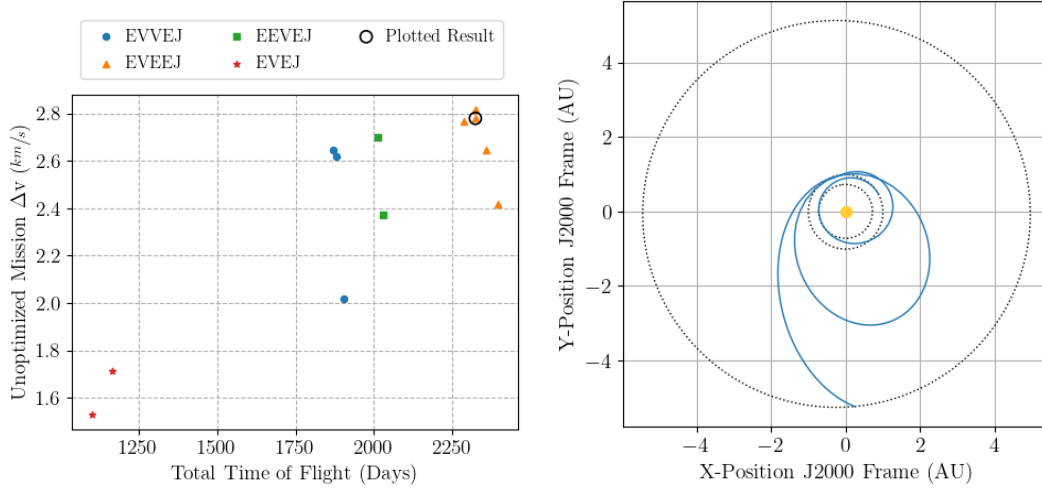 EVVEJ EEVEJ Plotted Result
EVEEJ EVEJ
2.8
2.6
2.4
2.2
2.0
1.8
1.6
Unoptimized Mission Δv (km/s)
1250 1500 1750 2000 2250
Total Time of Flight (Days)
4
2
0
−2
−4
Y-Position J2000 Frame (AU)
−4 −2 0 2 4
X-Position J2000 Frame (AU)